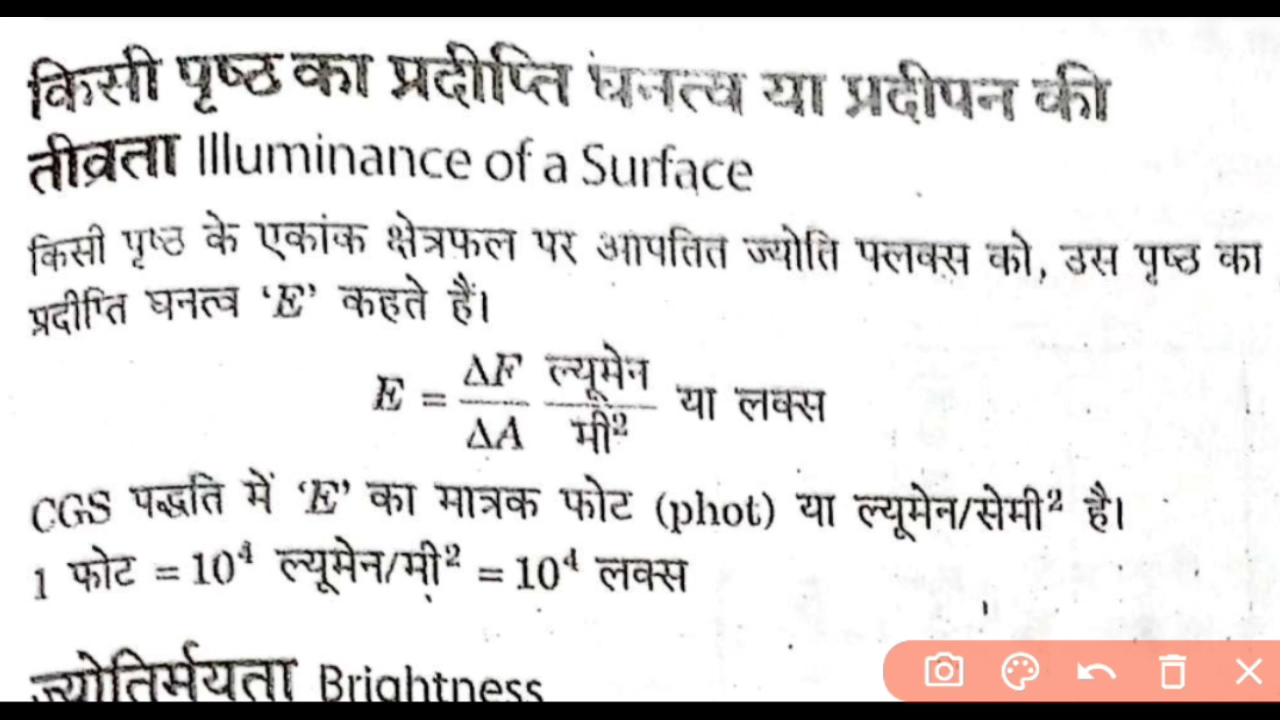 किसी पृष्ठ का प्रदीप्ति घनत्व या प्रदीपन की
तीव्रता Illuminance of a Surface
किसी पृष्ठ के एकांक क्षेत्रफल पर आपतित ज्योति फ्लक्स को, उस पृष्ठ का
प्रदीप्ति घनत्व ‘E’ कहते हैं।
E = ΔF/ΔA ल्यूमेन/मी² या लक्स
CGS पद्धति में ‘E’ का मात्रक फोट (phot) या ल्यूमेन/सेमी² है।
1 फोट = 10⁴ ल्यूमेन/मी² = 10⁴ लक्स
ज्योतिर्मयता Brightness